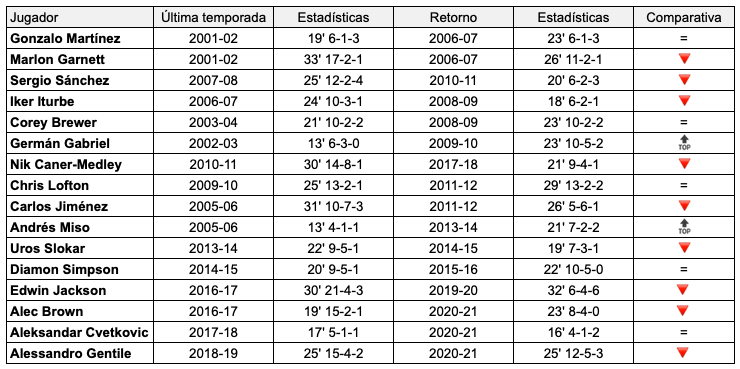 Jugador Última temporada Estadísticas Retorno Estadísticas Comparativa
Gonzalo Martínez 2001-02 19' 6-1-3 2006-07 23' 6-1-3 =
Marlon Garnett 2001-02 33' 17-2-1 2006-07 26' 11-2-1 🔻
Sergio Sánchez 2007-08 25' 12-2-4 2010-11 20' 6-2-3 🔻
Iker Iturbe 2006-07 24' 10-3-1 2008-09 18' 6-2-1 🔻
Corey Brewer 2003-04 21' 10-2-2 2008-09 23' 10-2-2 =
Germán Gabriel 2002-03 13' 6-3-0 2009-10 23' 10-5-2 TOP
Nik Caner-Medley 2010-11 30' 14-8-1 2017-18 21' 9-4-1 🔻
Chris Lofton 2009-10 25' 13-2-1 2011-12 29' 13-2-2 =
Carlos Jiménez 2005-06 31' 10-7-3 2011-12 26' 5-6-1 🔻
Andrés Miso 2005-06 13' 4-1-1 2013-14 21' 7-2-2 TOP
Uros Slokar 2013-14 22' 9-5-1 2014-15 19' 7-3-1 🔻
Diamon Simpson 2014-15 20' 9-5-1 2015-16 22' 10-5-0 =
Edwin Jackson 2016-17 30' 21-4-3 2019-20 32' 6-4-6 🔻
Alec Brown 2016-17 19' 15-2-1 2020-21 23' 8-4-0 🔻
Aleksandar Cvetkovic 2017-18 17' 5-1-1 2020-21 16' 4-1-2 =
Alessandro Gentile 2018-19 25' 15-4-2 2020-21 25' 12-5-3 🔻